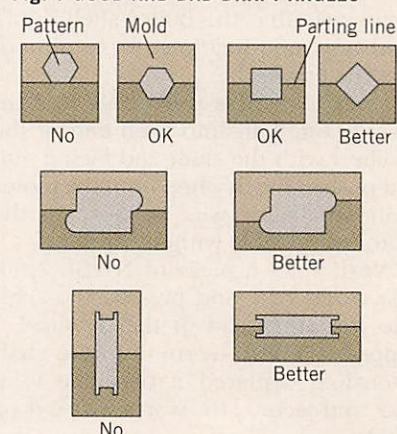 Pattern Mold Parting line
No OK OK Better
No Better
Better
No